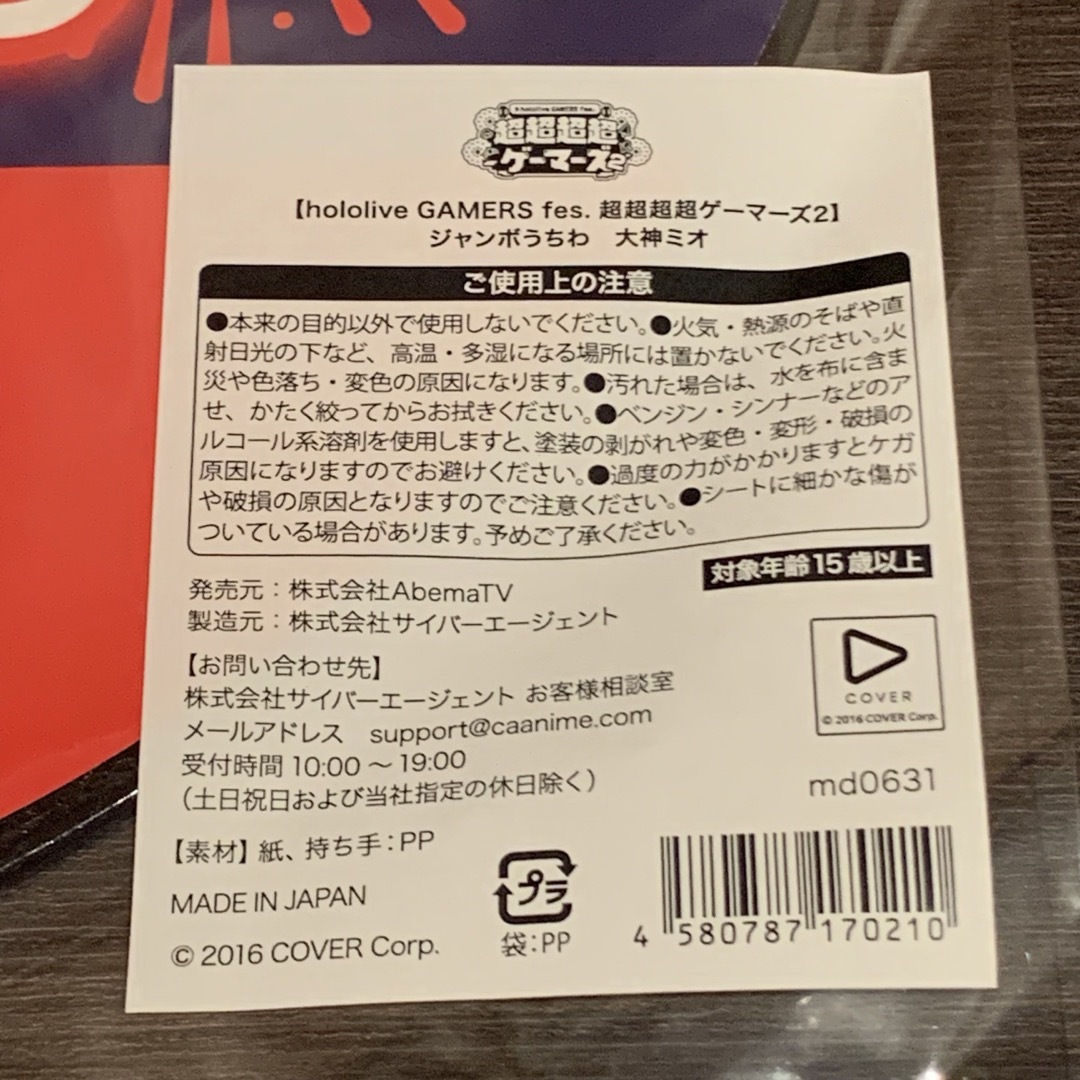 hololive GAMERS fes.
超超超超
ゲーマーズ2
【hololive GAMERS fes. 超超超超ゲーマーズ2】
ジャンボうちわ　大神ミオ
ご使用上の注意
●本来の目的以外で使用しないでください。●火気・熱源のそばや直
射日光の下など、高温・多湿になる場所には置かないでください。火
災や色落ち・変色の原因になります。●汚れた場合は、水を布に含ま
せ、かたく絞ってからお拭きください。●ベンジン・シンナーなどのア
ルコール系溶剤を使用しますと、塗装の剥がれや変色・変形・破損の
原因になりますのでお避けください。●過度の力がかかりますとケガ
や破損の原因となりますのでご注意ください。●シートに細かな傷が
ついている場合があります。予めご了承ください。
対象年齢15歳以上
発売元：株式会社AbemaTV
製造元：株式会社サイバーエージェント
【お問い合わせ先】
株式会社サイバーエージェント お客様相談室
メールアドレス　support@caanime.com
受付時間 10:00 〜 19:00
（土日祝日および当社指定の休日除く）
COVER
© 2016 COVER Corp.
md0631
【素材】紙、持ち手：PP
MADE IN JAPAN
© 2016 COVER Corp.
プラ
袋：PP
4 580787 170210